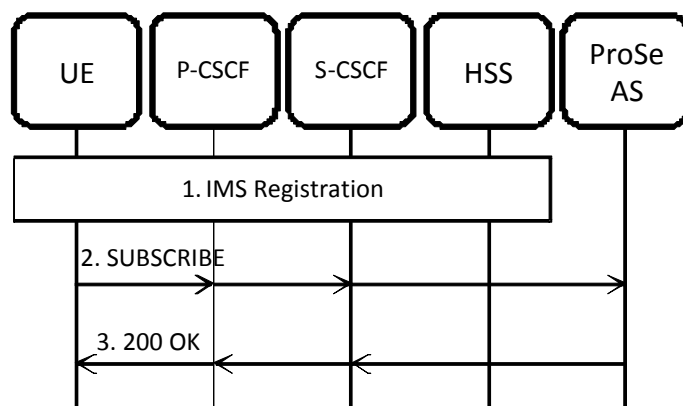 UE
P-CSCF
S-CSCF
HSS
ProSe
AS
1. IMS Registration
2. SUBSCRIBE
3. 200 OK